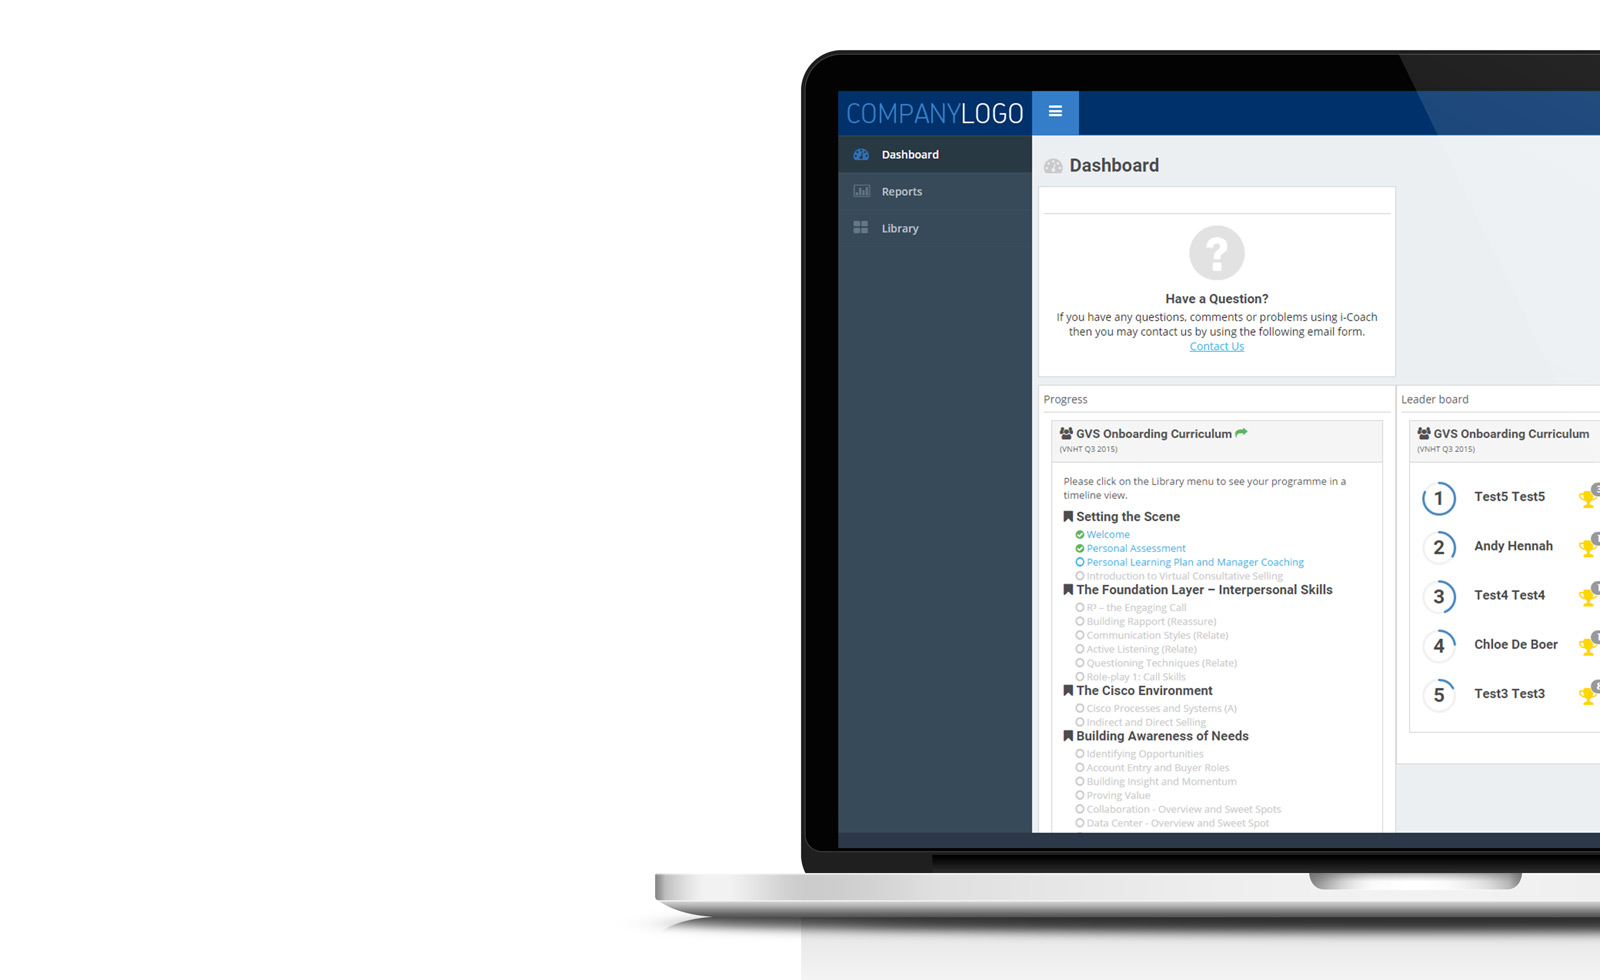 COMPANYLOGO
Dashboard
Reports
Library
Dashboard
Have a Question?
If you have any questions, comments or problems using i-Coach
then you may contact us by using the following email form.
Contact Us
Progress
GVS Onboarding Curriculum
(VNHT Q3 2015)
Please click on the Library menu to see your programme in a
timeline view.
Setting the Scene
Welcome
Personal Assessment
Personal Learning Plan and Manager Coaching
Introduction to Virtual Consultative Selling
The Foundation Layer – Interpersonal Skills
R³ – the Engaging Call
Building Rapport (Reassure)
Communication Styles (Relate)
Active Listening (Relate)
Questioning Techniques (Relate)
Role-play 1: Call Skills
The Cisco Environment
Cisco Processes and Systems (A)
Indirect and Direct Selling
Building Awareness of Needs
Identifying Opportunities
Account Entry and Buyer Roles
Building Insight and Momentum
Proving Value
Collaboration - Overview and Sweet Spots
Data Center - Overview and Sweet Spot
Leader board
GVS Onboarding Curriculum
(VNHT Q3 2015)
1 Test5 Test5
2 Andy Hennah
3 Test4 Test4
4 Chloe De Boer
5 Test3 Test3